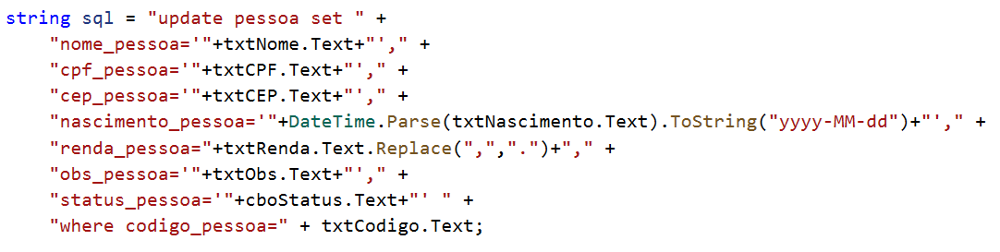 string sql = "update pessoa set " +
"nome_pessoa='"+txtNome.Text+"'," +
"cpf_pessoa='"+txtCPF.Text+"'," +
"cep_pessoa='"+txtCEP.Text+"'," +
"nascimento_pessoa='"+DateTime.Parse(txtNascimento.Text).ToString("yyyy-MM-dd")+"'," +
"renda_pessoa="+txtRenda.Text.Replace(",",".")+"," +
"obs_pessoa='"+txtObs.Text+"'," +
"status_pessoa='"+cboStatus.Text+"' " +
"where codigo_pessoa=" + txtCodigo.Text;